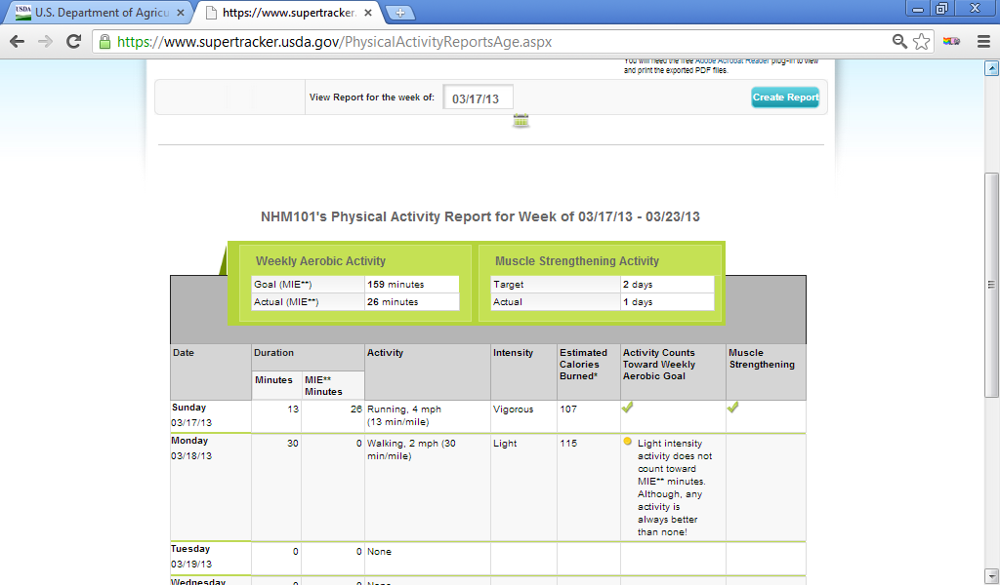 USDA U.S. Department of Agricu
https://www.supertracker.
https://www.supertracker.usda.gov/PhysicalActivityReportsAge.aspx
You will need the free Adobe Acrobat Reader plug-in to view
and print the exported PDF files.
View Report for the week of: 03/17/13 Create Report
NHM101's Physical Activity Report for Week of 03/17/13 - 03/23/13
Weekly Aerobic Activity
Goal (MIE**) 159 minutes
Actual (MIE**) 26 minutes
Muscle Strengthening Activity
Target 2 days
Actual 1 days
Date
Duration
Minutes
MIE**
Minutes
Activity
Intensity
Estimated
Calories
Burned*
Activity Counts
Toward Weekly
Aerobic Goal
Muscle
Strengthening
Sunday
03/17/13
13
26
Running, 4 mph
(13 min/mile)
Vigorous
107
Monday
03/18/13
30
0
Walking, 2 mph (30
min/mile)
Light
115
Light intensity
activity does not
count toward
MIE** minutes.
Although, any
activity is
always better
than none!
Tuesday
03/19/13
0
0
None
Wednesday
0
0
None